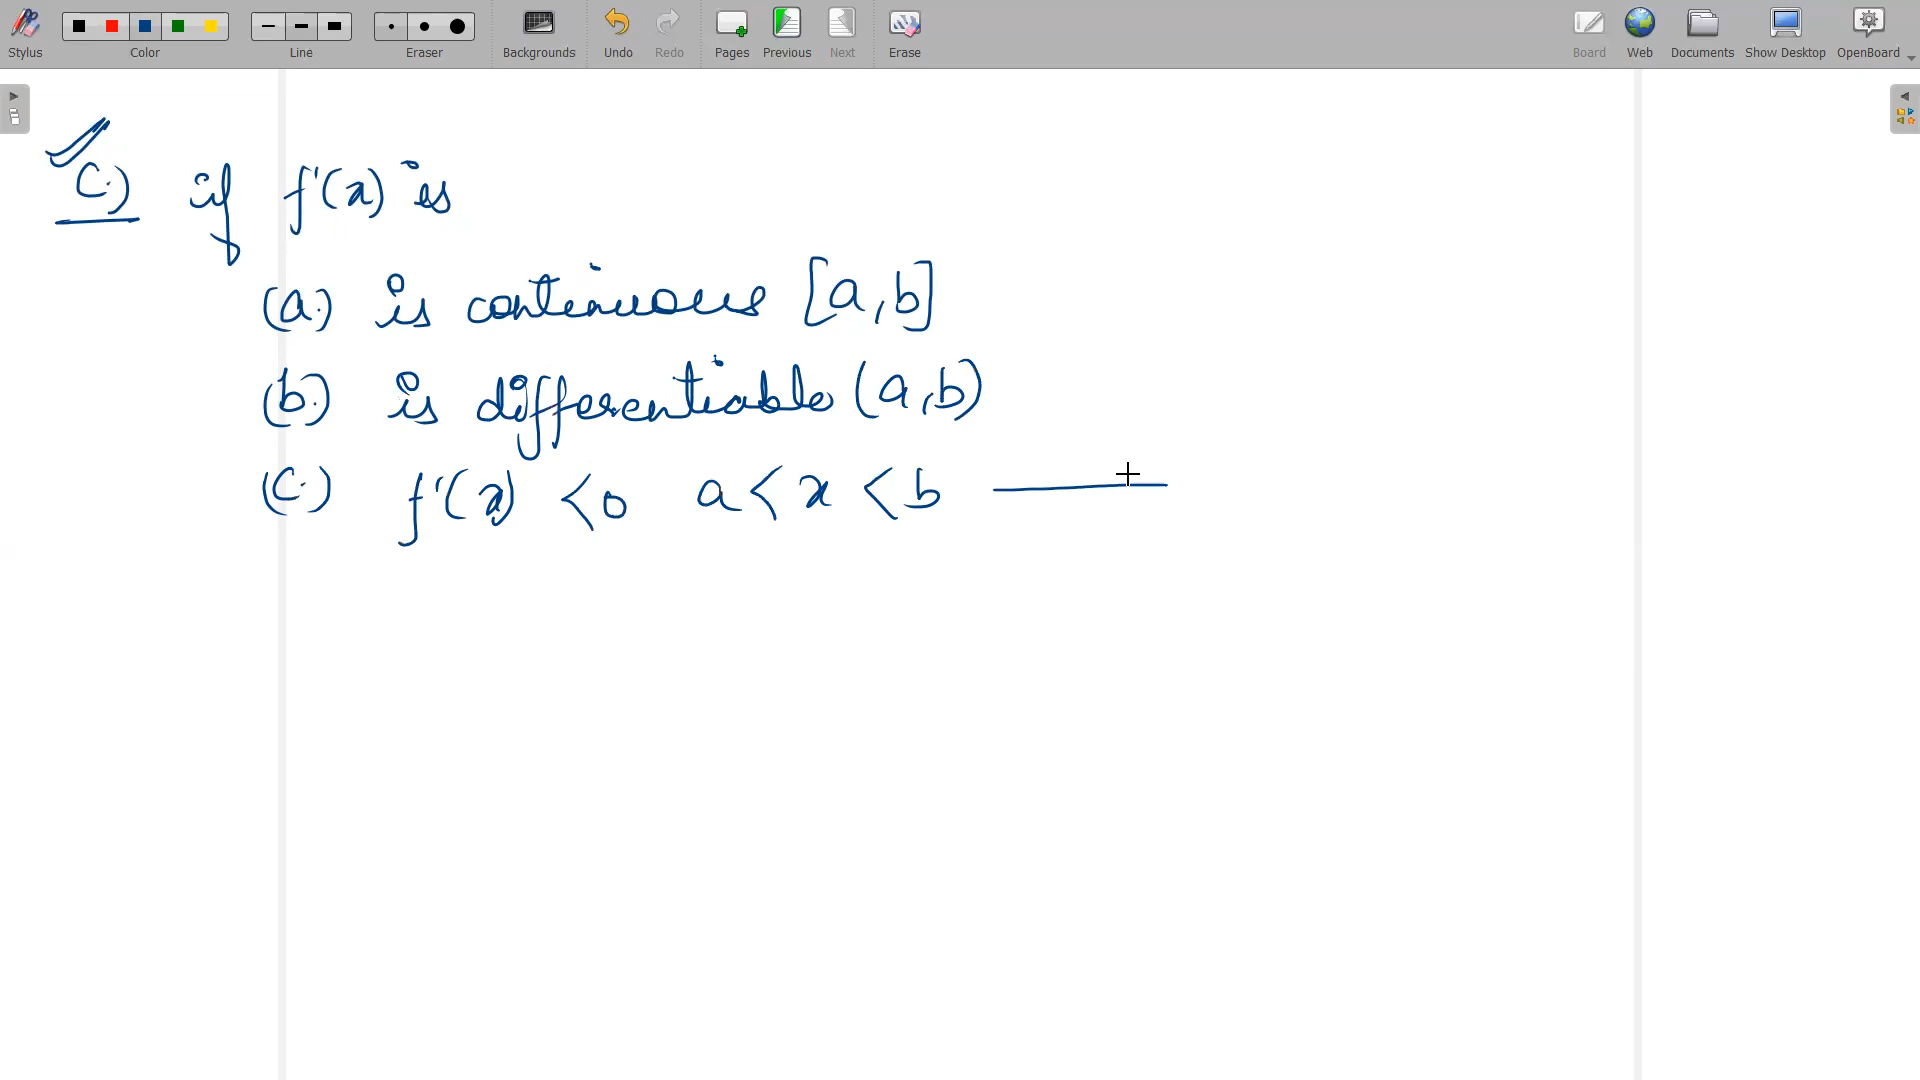 Stylus Color Line Eraser Backgrounds Undo Redo Pages Previous Next Erase Board Web Documents Show Desktop OpenBoard
C.) if f'(x) is
(a.) is continuous [a,b]
(b.) is differentiable (a,b)
(C.) f'(x) <0 a< x <b